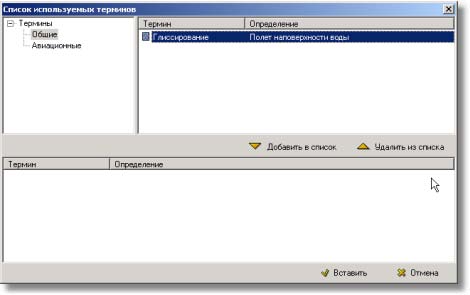 Список используемых терминов
Термины
Общие
Авиационные
Термин Определение
Глиссирование Полет наповерхности воды
Добавить в список Удалить из списка
Термин Определение
Вставить Отмена